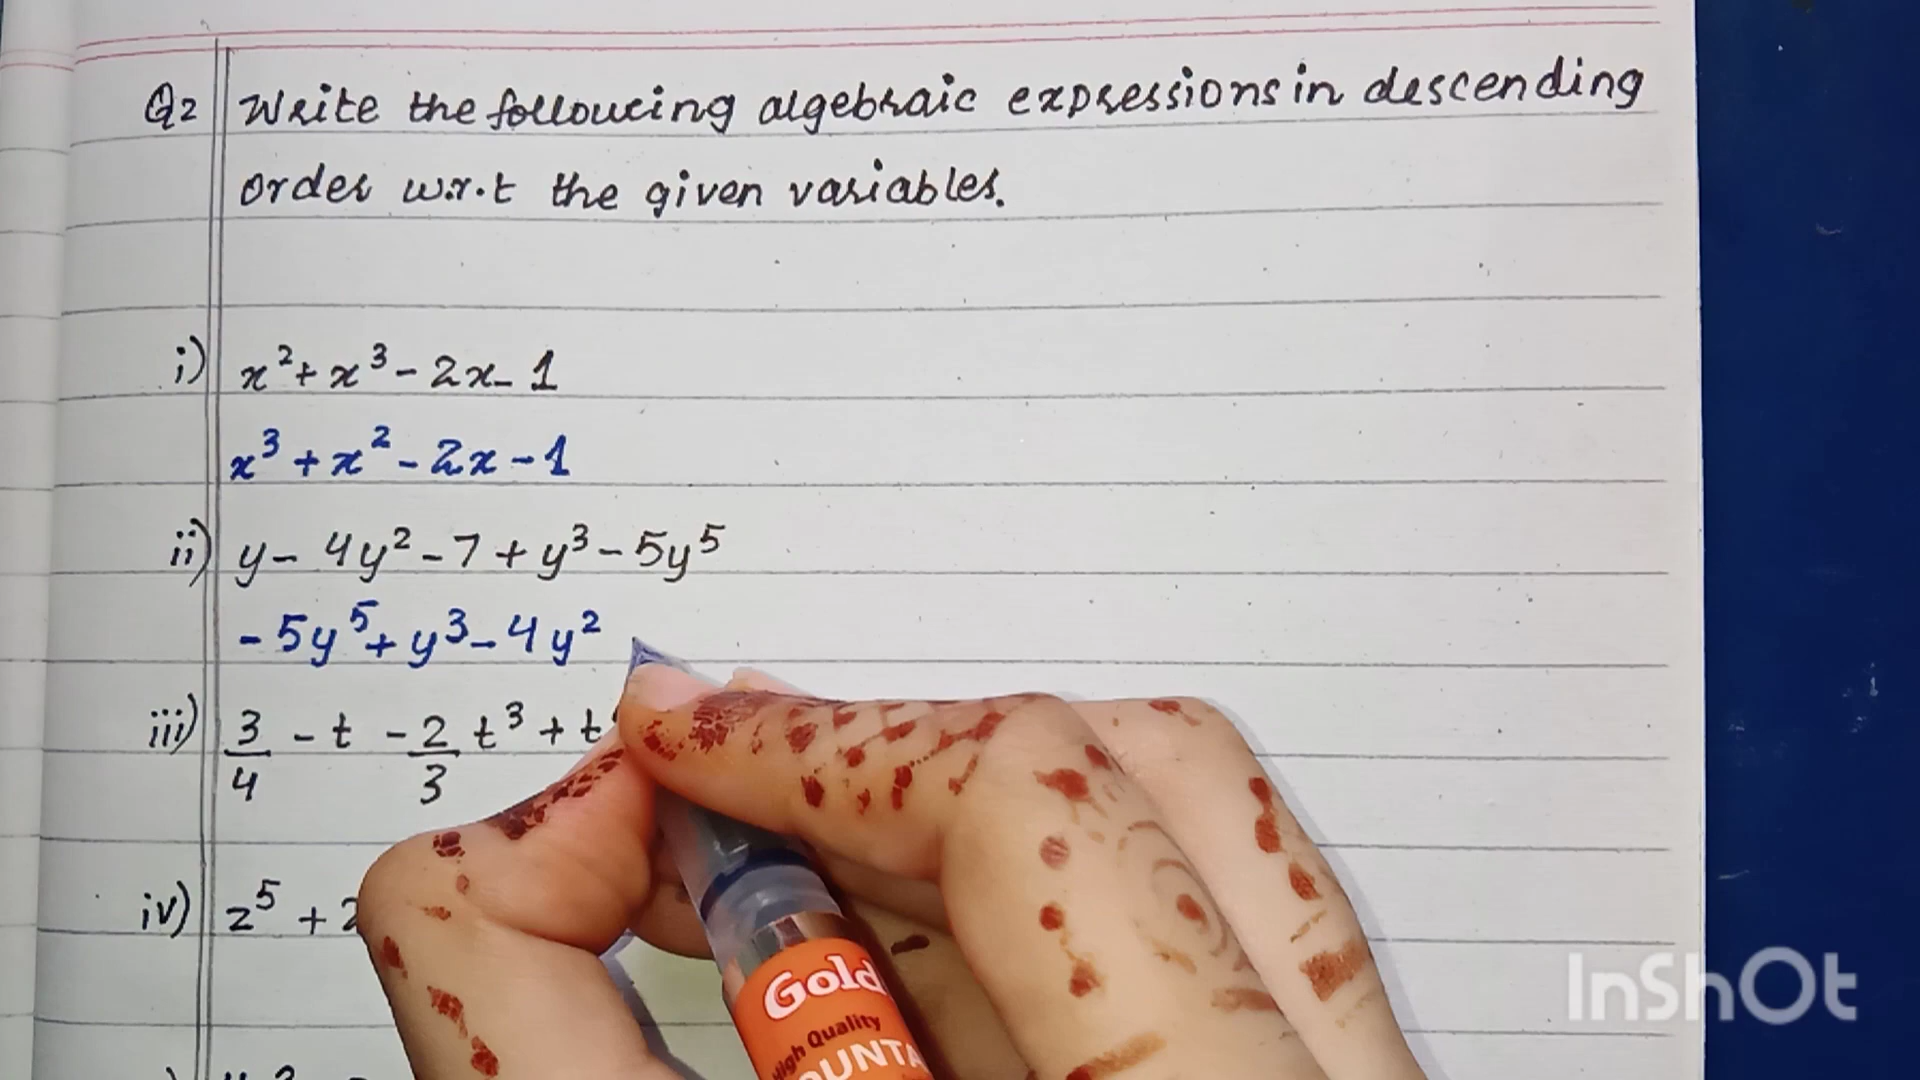 Q2 Write the following algebraic expressions in descending
order w.r.t the given variables.
i) x² + x³ - 2x - 1
x³ + x² - 2x - 1
ii) y - 4y² - 7 + y³ - 5y⁵
- 5y⁵ + y³ - 4y²
iii) 3/4 - t - 2/3 t³ + t
iv) z⁵ +
Gold
High Quality
InShOt